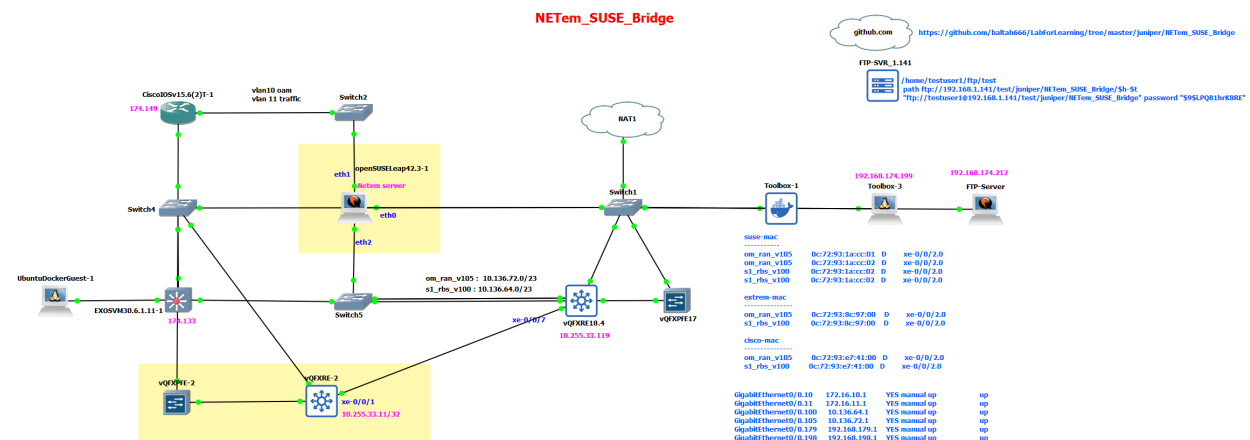 NETem_SUSE_Bridge
github.com
https://github.com/baltah666/LabForLearning/tree/master/juniper/NETem_SUSE_Bridge
FTP-SVR_1.141
/home/testuser1/ftp/test
path ftp://192.168.1.141/test/juniper/NETem_SUSE_Bridge/$h-$t
"ftp://testuser1@192.168.1.141/test/juniper/NETem_SUSE_Bridge" password "$9$i.PQB1hrK8RE"
CiscoIOSv15.6(2)T-1
174.149
vlan10 oam
vlan 11 traffic
Switch2
NAT1
openSUSELeap42.3-1
eth1
Netem server
eth0
eth2
Switch4
Switch1
Toolbox-1
192.168.174.199
Toolbox-3
192.168.174.212
FTP-Server
UbuntuDockerGuest-1
EXOSVM30.6.1.11-1
174.133
om_ran_v105 : 10.136.72.0/23
s1_rbs_v100 : 10.136.64.0/23
Switch5
xe-0/0/7
vQFXRE18.4
10.255.33.119
vQFXPFE17
vQFXPFE-2
vQFXRE-2
xe-0/0/1
10.255.33.11/32
suse-mac
-----------
om_ran_v105 0c:72:93:1a:cc:01 D xe-0/0/2.0
om_ran_v105 0c:72:93:1a:cc:02 D xe-0/0/2.0
s1_rbs_v100 0c:72:93:1a:cc:02 D xe-0/0/2.0
s1_rbs_v100 0c:72:93:1a:cc:02 D xe-0/0/2.0
extrem-mac
---------------
om_ran_v105 0c:72:93:8c:97:00 D xe-0/0/2.0
s1_rbs_v100 0c:72:93:8c:97:00 D xe-0/0/2.0
cisco-mac
---------------
om_ran_v105 0c:72:93:e7:41:00 D xe-0/0/2.0
s1_rbs_v100 0c:72:93:e7:41:00 D xe-0/0/2.0
GigabitEthernet0/0.10 172.16.10.1 YES manual up up
GigabitEthernet0/0.11 172.16.11.1 YES manual up up
GigabitEthernet0/0.100 10.136.64.1 YES manual up up
GigabitEthernet0/0.105 10.136.72.1 YES manual up up
GigabitEthernet0/0.179 192.168.179.1 YES manual up up
GigabitEthernet0/0.198 192.168.198.1 YES manual up up